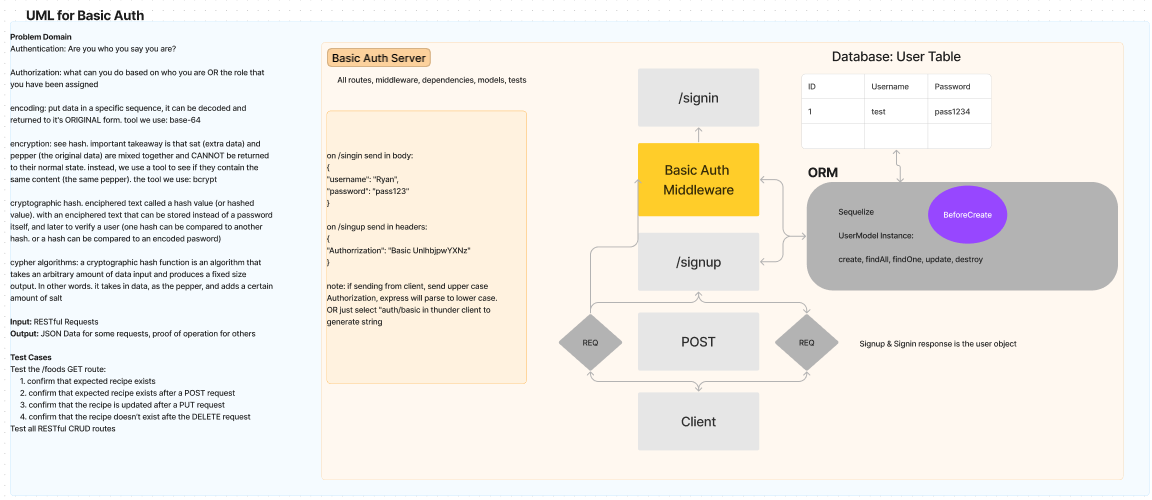 UML for Basic Auth
Problem Domain
Authentication: Are you who you say you are?
Authorization: what can you do based on who you are OR the role that
you have been assigned
encoding: put data in a specific sequence, it can be decoded and
returned to it's ORIGINAL form. tool we use: base-64
encryption: see hash. important takeaway is that sat (extra data) and
pepper (the original data) are mixed together and CANNOT be returned
to their normal state. instead, we use a tool to see if they contain the
same content (the same pepper). the tool we use: bcrypt
cryptographic hash. enciphered text called a hash value (or hashed
value). with an enciphered text that can be stored instead of a password
itself, and later to verify a user (one hash can be compared to another
hash. or a hash can be compared to an encoded pasword)
cypher algorithms: a cryptographic hash function is an algorithm that
takes an arbitrary amount of data input and produces a fixed size
output. In other words. it takes in data, as the pepper, and adds a certain
amount of salt
Input: RESTful Requests
Output: JSON Data for some requests, proof of operation for others
Test Cases
Test the /foods GET route:
1. confirm that expected recipe exists
2. confirm that expected recipe exists after a POST request
3. confirm that the recipe is updated after a PUT request
4. confirm that the recipe doesn't exist afte the DELETE request
Test all RESTful CRUD routes
Basic Auth Server
All routes, middleware, dependencies, models, tests
on /singin send in body:
{
"username": "Ryan",
"password": "pass123"
}
on /singup send in headers:
{
"Authorrization": "Basic UnlhbjpwYXNz"
}
note: if sending from client, send upper case
Authorization, express will parse to lower case.
OR just select "auth/basic in thunder client to
generate string
/signin
Basic Auth
Middleware
/signup
REQ
POST
REQ
Client
Database: User Table
ID Username Password
1 test pass1234
ORM
Sequelize
BeforeCreate
UserModel Instance:
create, findAll, findOne, update, destroy
Signup & Signin response is the user object